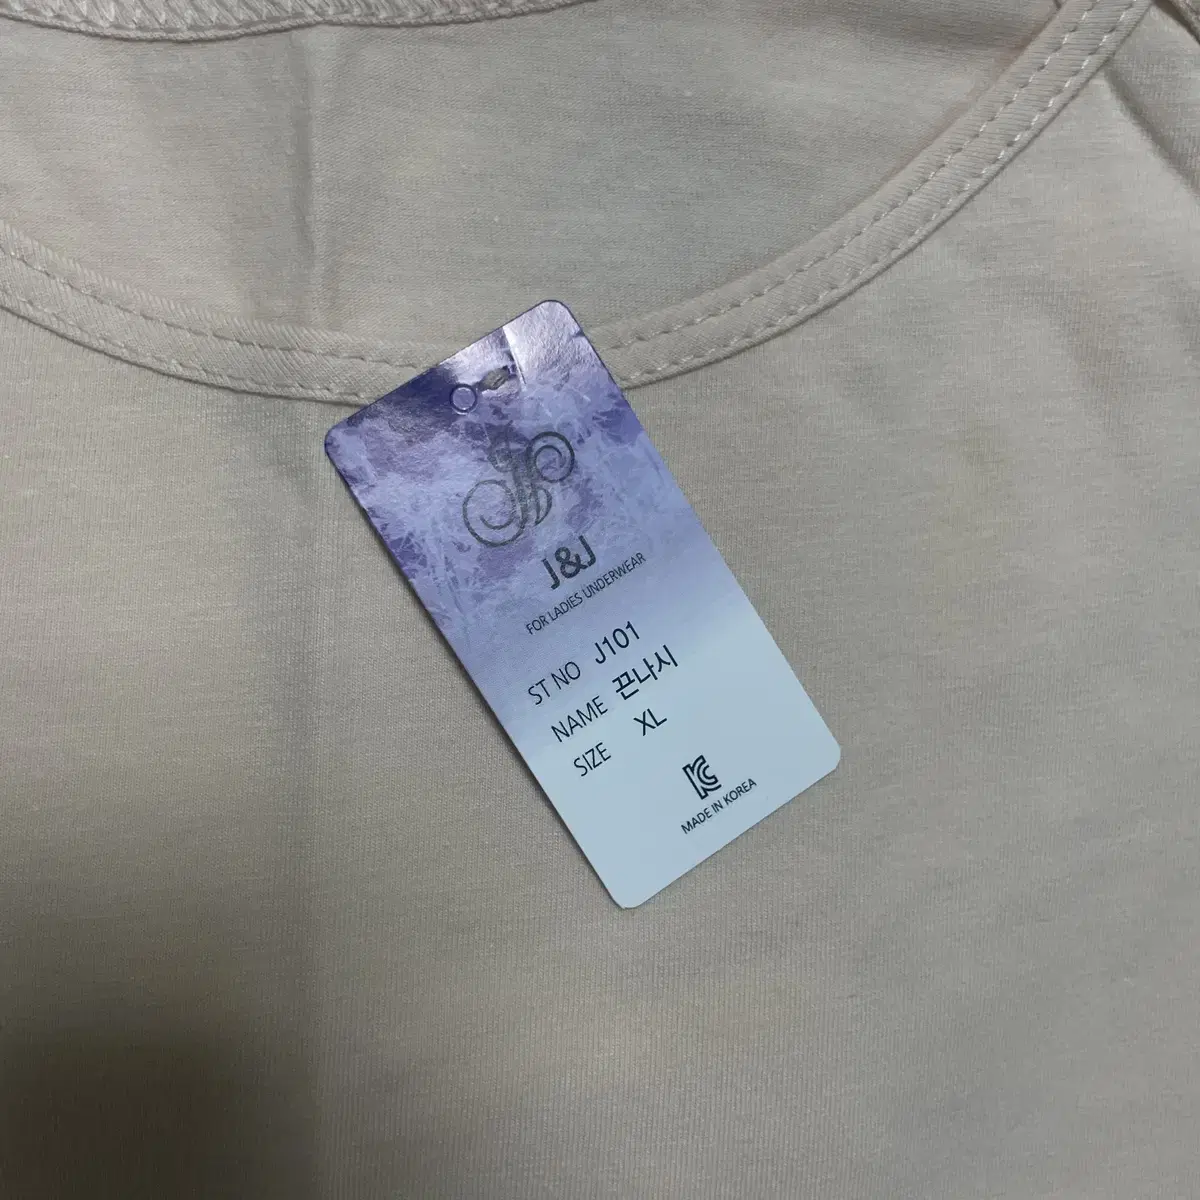 J&J
FOR LADIES UNDERWEAR
ST NO J101
NAME 끈나시
SIZE XL
MADE IN KOREA